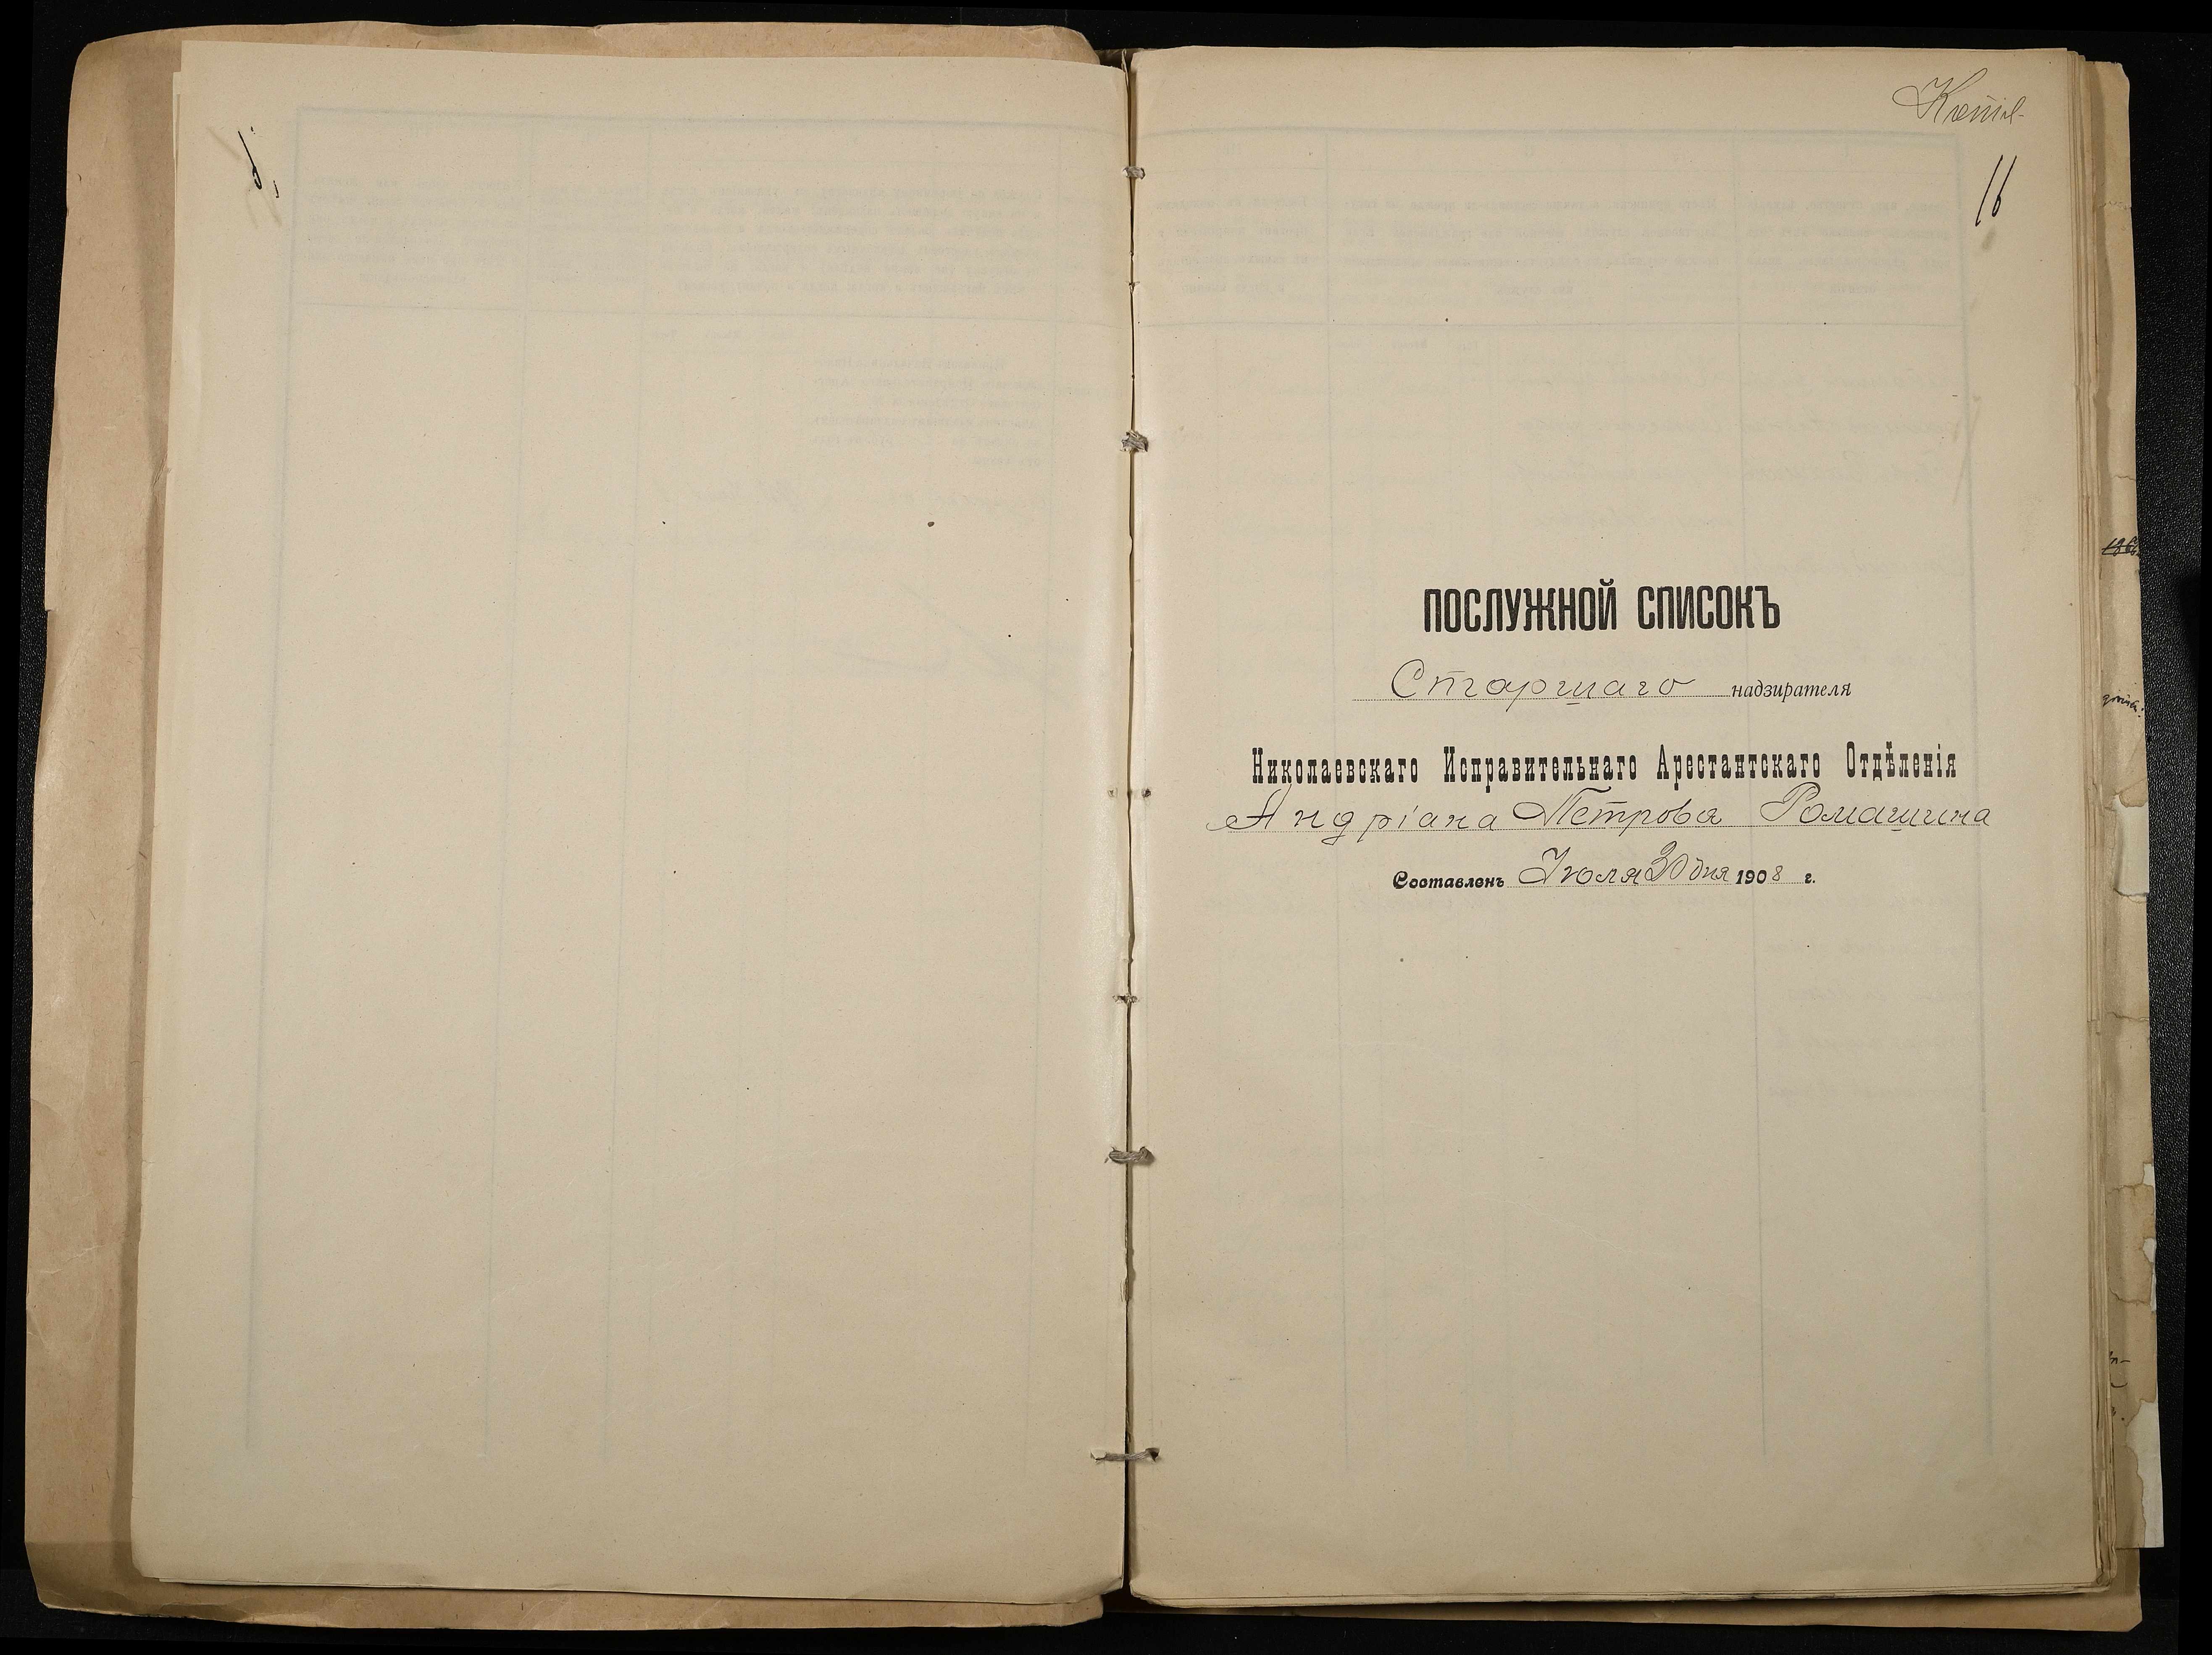 Копія
16
ПОСЛУЖНОЙ СПИСОКЪ
Старшаго надзирателя
Николаевскаго Исправительнаго Арестантскаго Отдѣленія
Андріана Петрова Ромашина
Составленъ Іюля 30 дня 1908 г.